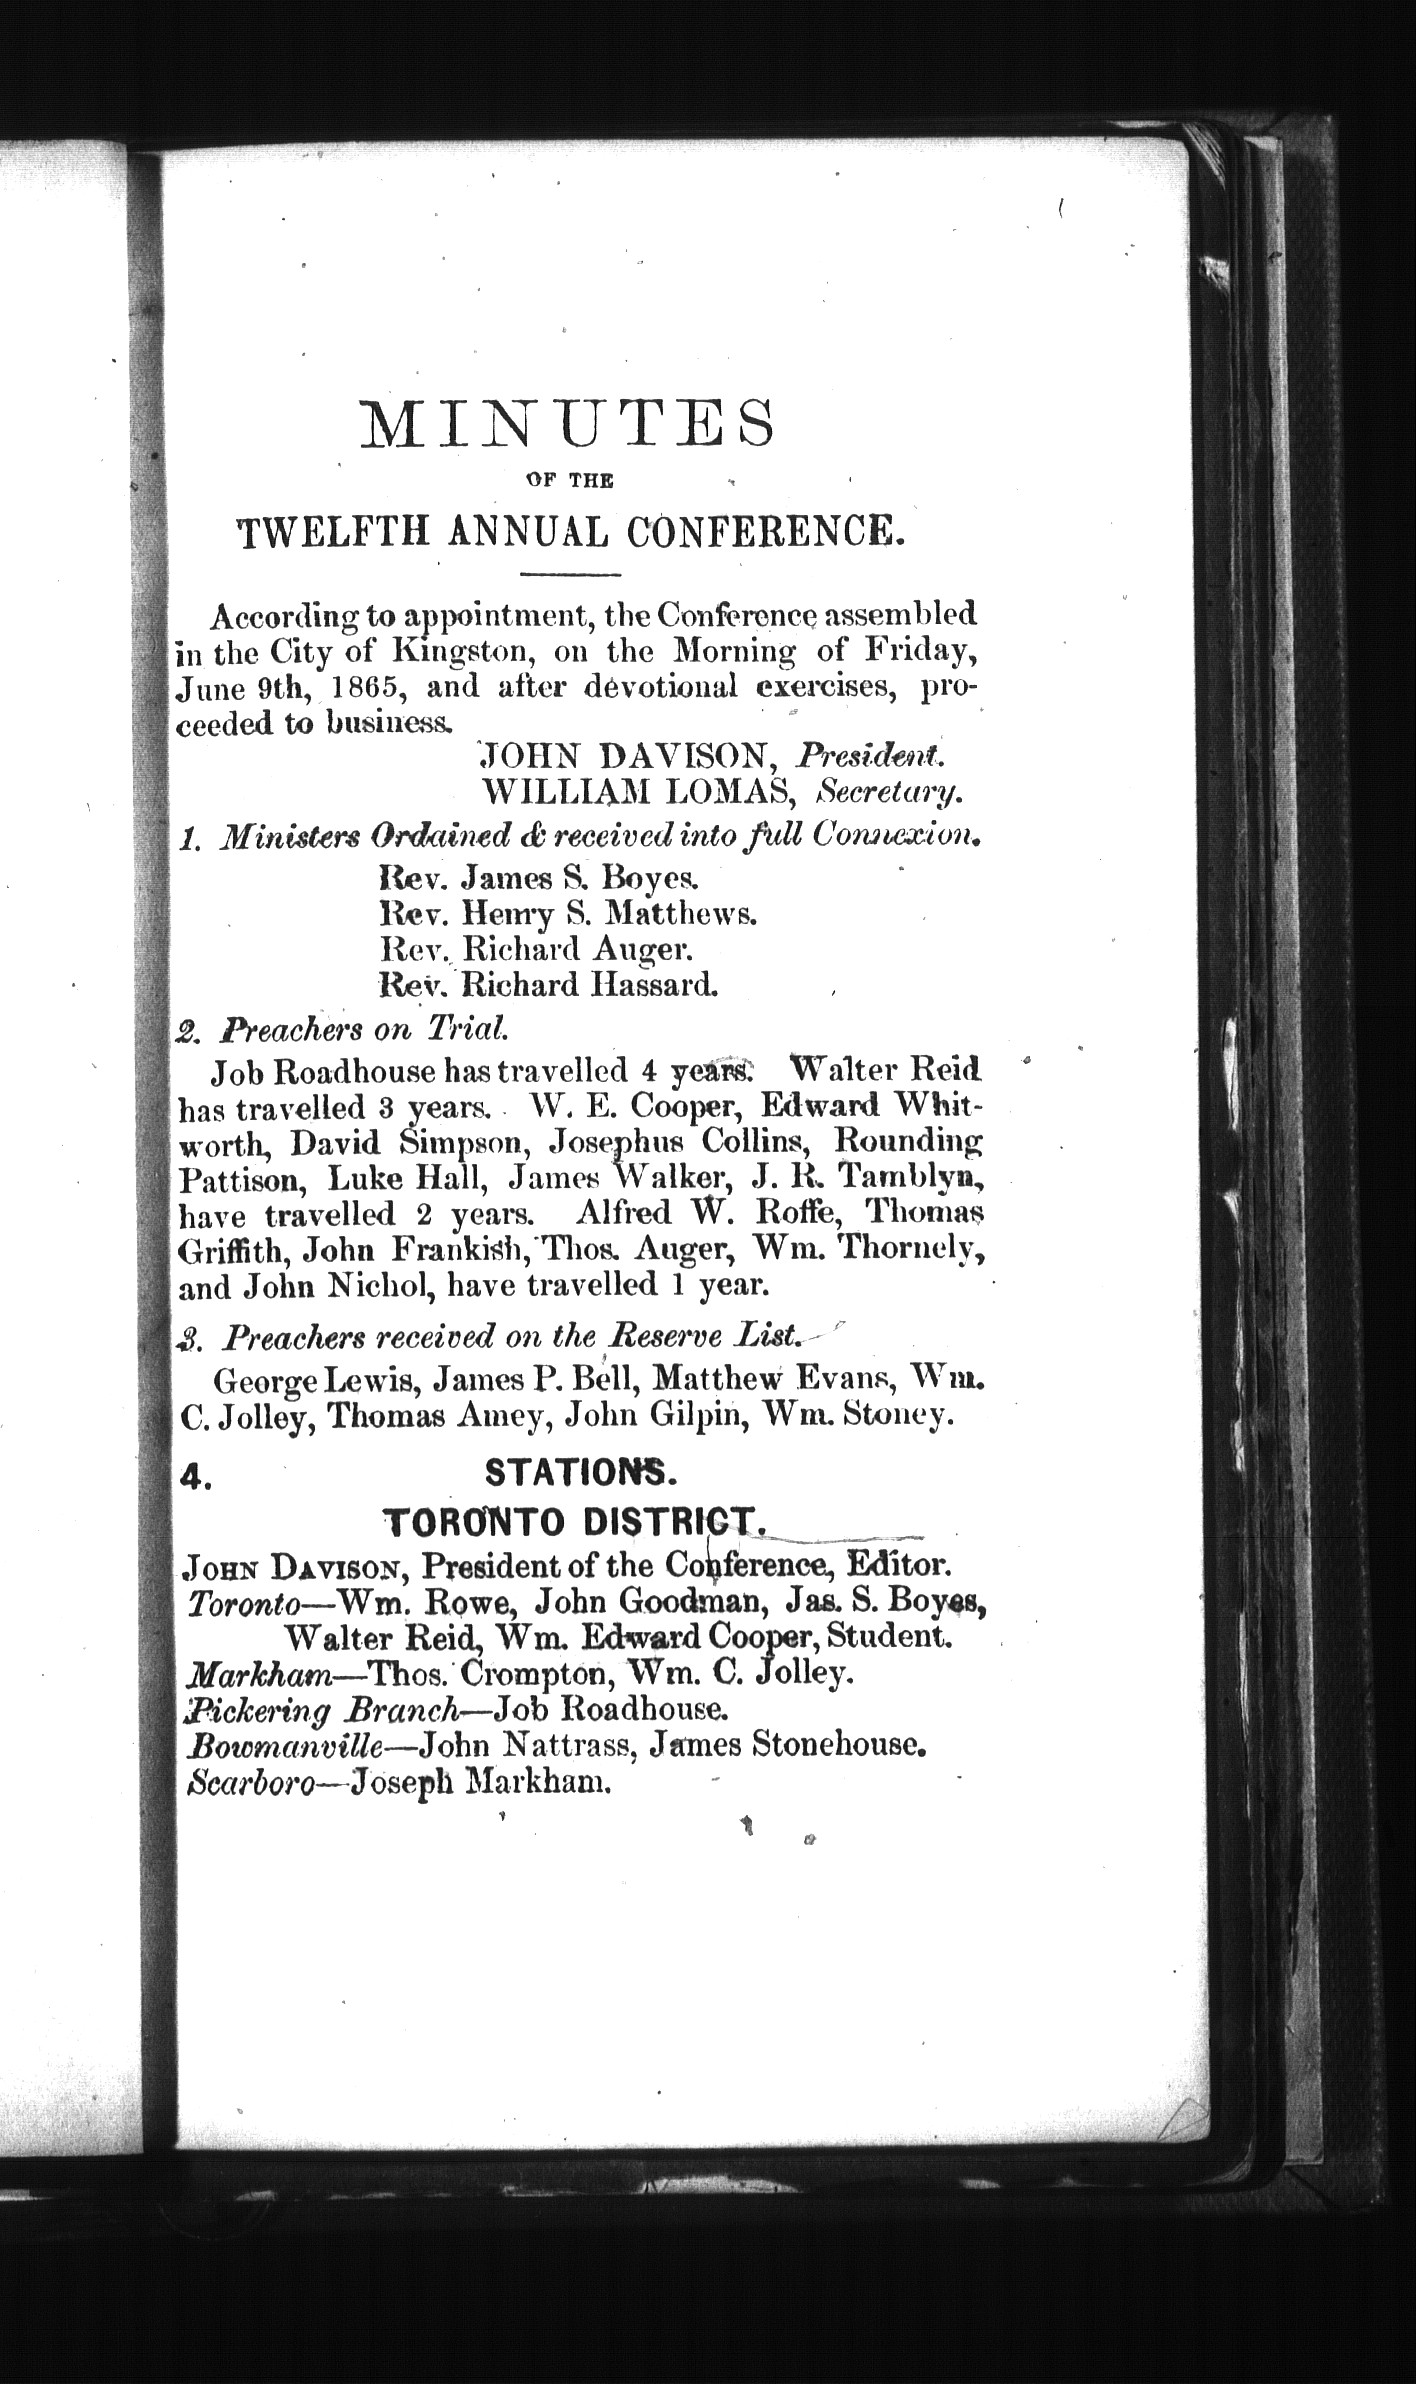 MINUTES
OF THE
TWELFTH ANNUAL CONFERENCE.
According to appointment, the Conference assembled
in the City of Kingston, on the Morning of Friday,
June 9th, 1865, and after devotional exercises, pro-
ceeded to business.
JOHN DAVISON, President.
WILLIAM LOMAS, Secretary.
1. Ministers Ordained & received into full Connexion.
Rev. James S. Boyes.
Rev. Henry S. Matthews.
Rev. Richard Auger.
Rev. Richard Hassard.
2. Preachers on Trial.
Job Roadhouse has travelled 4 years. Walter Reid
has travelled 3 years. W. E. Cooper, Edward Whit-
worth, David Simpson, Josephus Collins, Rounding
Pattison, Luke Hall, James Walker, J. R. Tamblyn,
have travelled 2 years. Alfred W. Roffe, Thomas
Griffith, John Frankish, Thos. Auger, Wm. Thornely,
and John Nichol, have travelled 1 year.
3. Preachers received on the Reserve List.
George Lewis, James P. Bell, Matthew Evans, Wm.
C. Jolley, Thomas Amey, John Gilpin, Wm. Stoney.
4. STATIONS.
TORONTO DISTRICT.
JOHN DAVISON, President of the Conference, Editor.
Toronto—Wm. Rowe, John Goodman, Jas. S. Boyes,
Walter Reid, Wm. Edward Cooper, Student.
Markham—Thos. Crompton, Wm. C. Jolley.
Pickering Branch—Job Roadhouse.
Bowmanville—John Nattrass, James Stonehouse.
Scarboro—Joseph Markham.